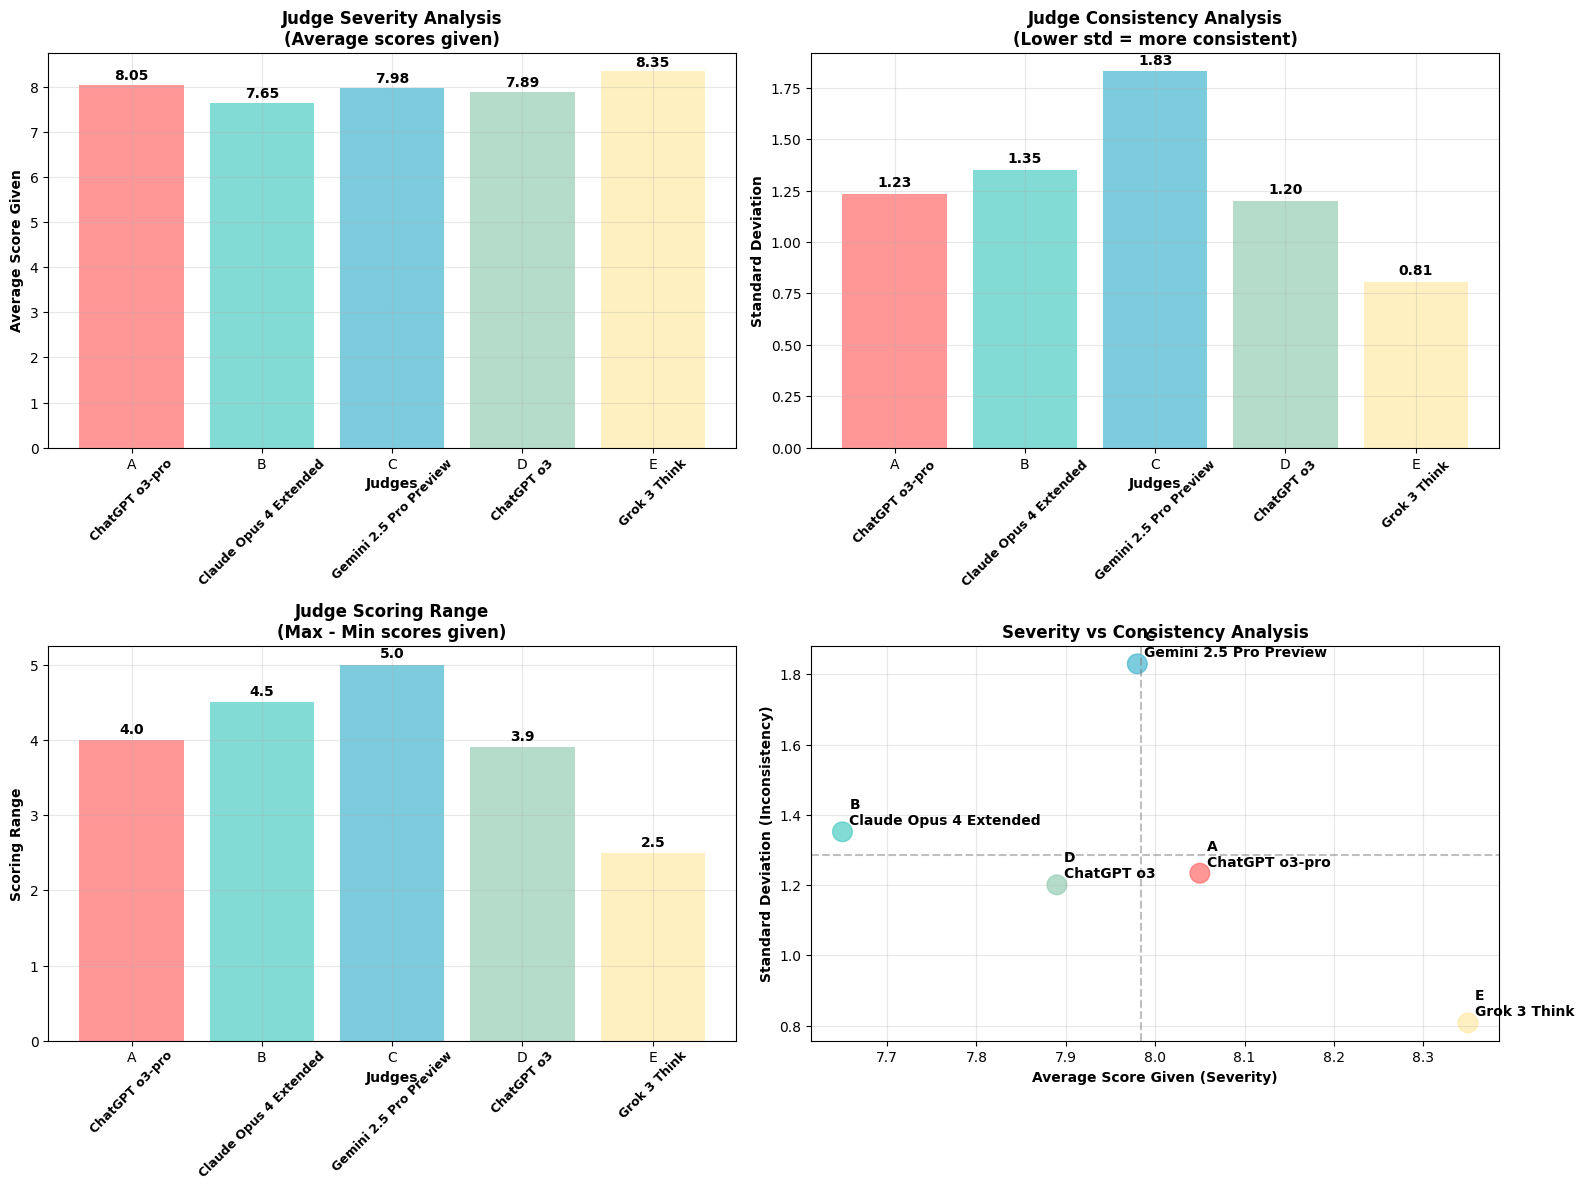 Judge Severity Analysis
(Average scores given)
Average Score Given
8
7
6
5
4
3
2
1
0
8.05
7.65
7.98
7.89
8.35
A
B
C
D
E
Judges
ChatGPT o3-pro
Claude Opus 4 Extended
Gemini 2.5 Pro Preview
ChatGPT o3
Grok 3 Think
Judge Consistency Analysis
(Lower std = more consistent)
Standard Deviation
1.75
1.50
1.25
1.00
0.75
0.50
0.25
0.00
1.23
1.35
1.83
1.20
0.81
A
B
C
D
E
Judges
ChatGPT o3-pro
Claude Opus 4 Extended
Gemini 2.5 Pro Preview
ChatGPT o3
Grok 3 Think
Judge Scoring Range
(Max - Min scores given)
Scoring Range
5
4
3
2
1
0
4.0
4.5
5.0
3.9
2.5
A
B
C
D
E
Judges
ChatGPT o3-pro
Claude Opus 4 Extended
Gemini 2.5 Pro Preview
ChatGPT o3
Grok 3 Think
Severity vs Consistency Analysis
Standard Deviation (Inconsistency)
1.8
1.6
1.4
1.2
1.0
0.8
C
Gemini 2.5 Pro Preview
B
Claude Opus 4 Extended
D
ChatGPT o3
A
ChatGPT o3-pro
E
Grok 3 Think
7.7
7.8
7.9
8.0
8.1
8.2
8.3
Average Score Given (Severity)